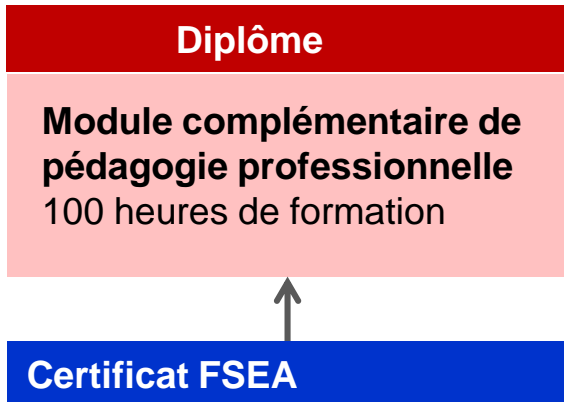 Diplôme
Module complémentaire de
pédagogie professionnelle
100 heures de formation
Certificat FSEA